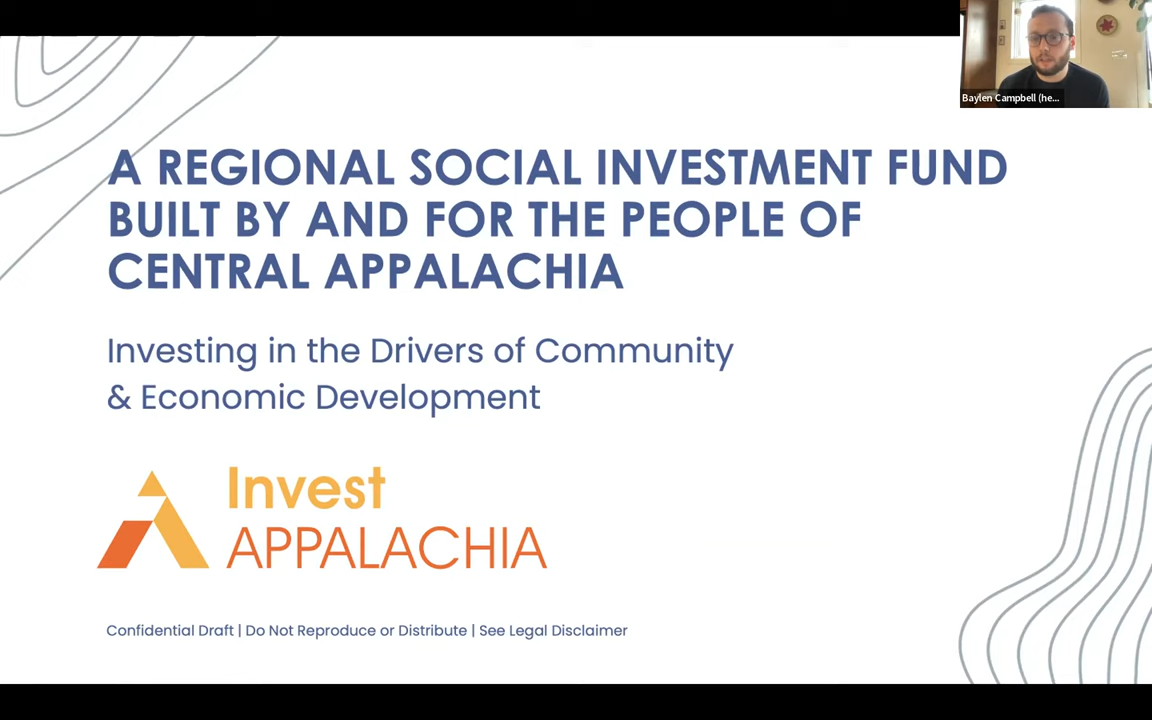 Baylen Campbell (he...
A REGIONAL SOCIAL INVESTMENT FUND
BUILT BY AND FOR THE PEOPLE OF
CENTRAL APPALACHIA
Investing in the Drivers of Community
& Economic Development
Invest
APPALACHIA
Confidential Draft | Do Not Reproduce or Distribute | See Legal Disclaimer